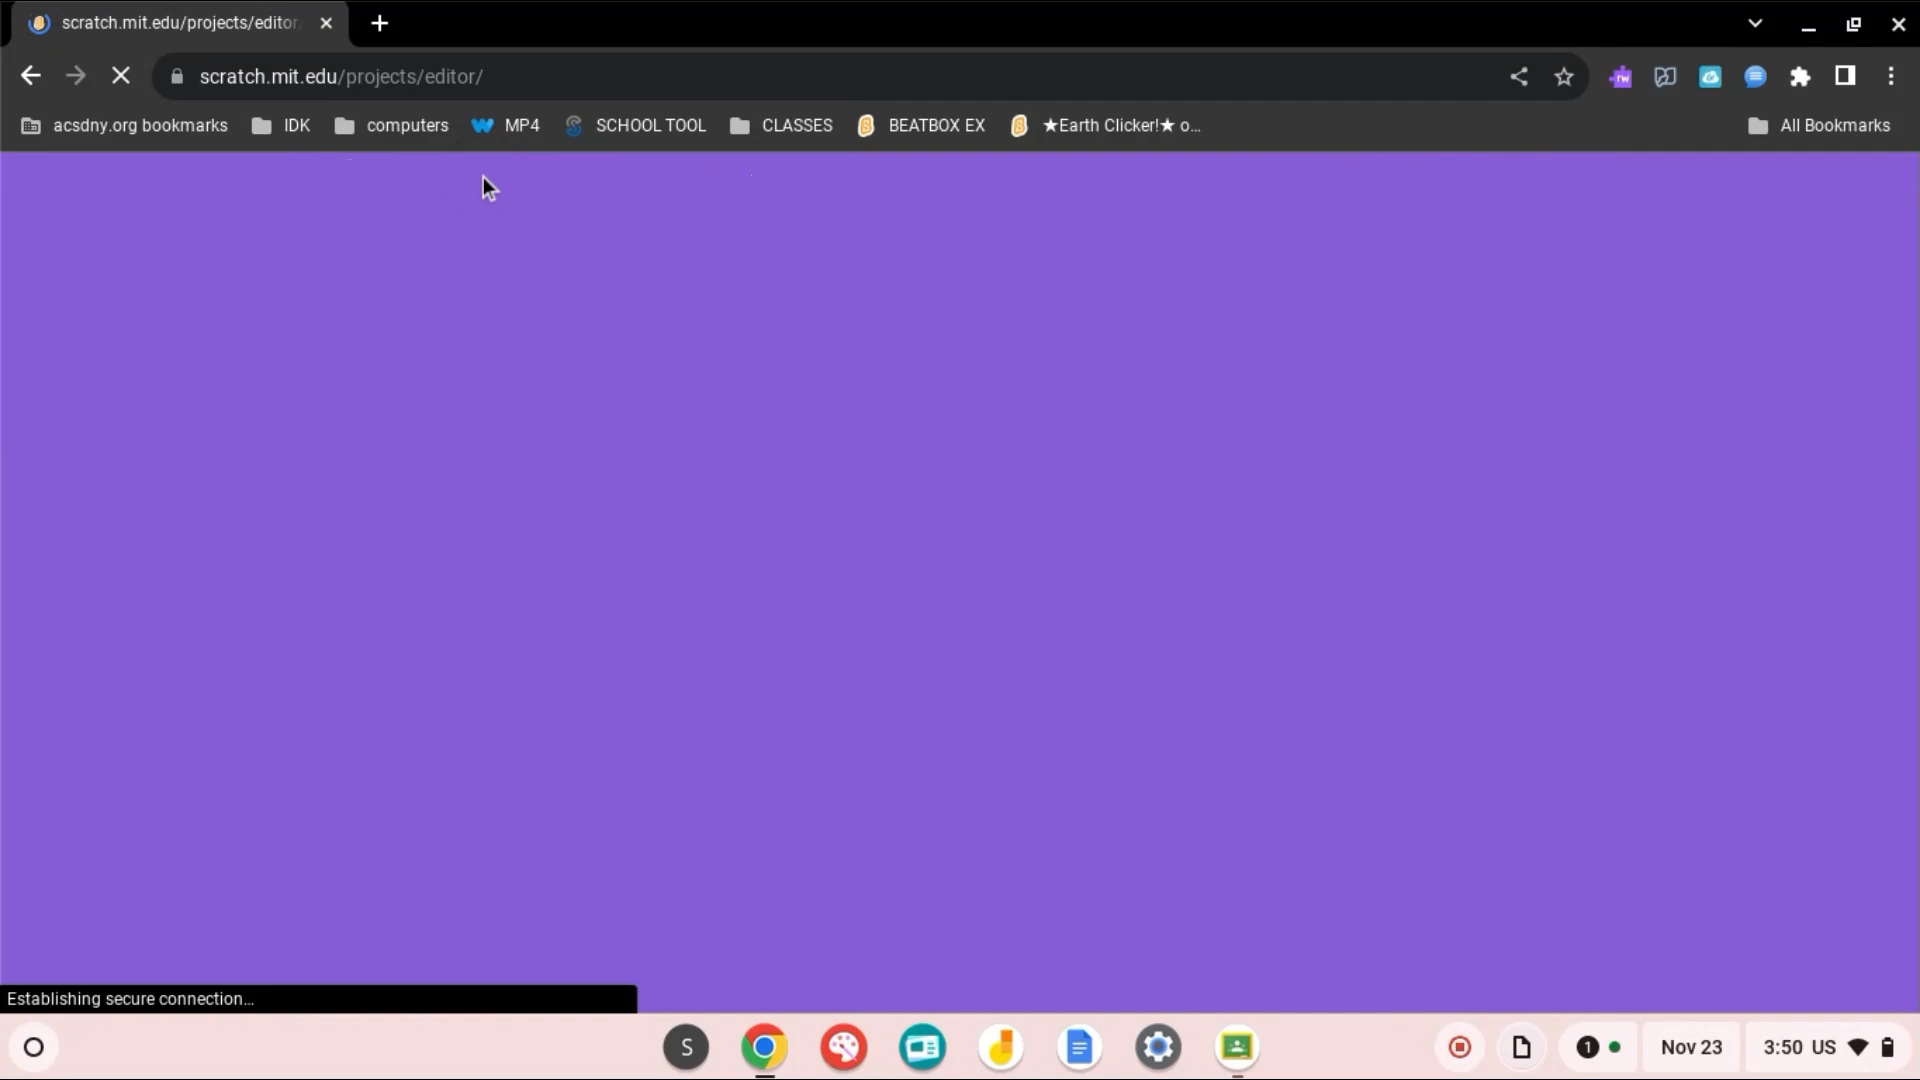 scratch.mit.edu/projects/editor
scratch.mit.edu/projects/editor/
rw
acsdny.org bookmarks IDK computers MP4 SCHOOL TOOL CLASSES BEATBOX EX ★Earth Clicker!★ o... All Bookmarks
Establishing secure connection...
S 1 Nov 23 3:50 US